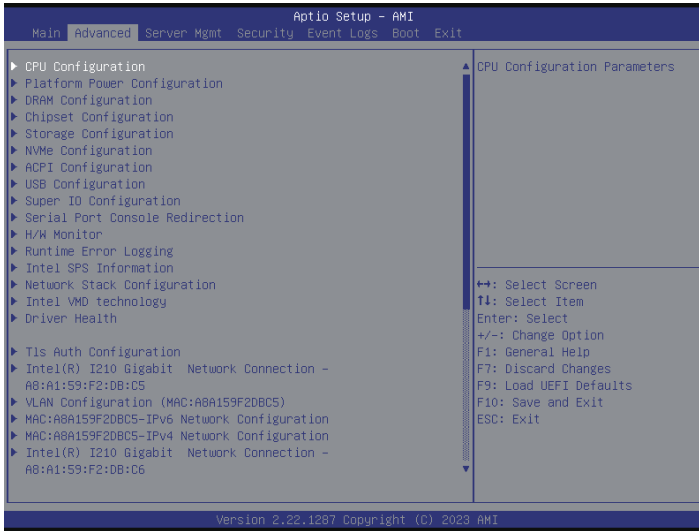 Aptio Setup – AMI
Main Advanced Server Mgmt Security Event Logs Boot Exit
CPU Configuration
Platform Power Configuration
DRAM Configuration
Chipset Configuration
Storage Configuration
NVMe Configuration
ACPI Configuration
USB Configuration
Super IO Configuration
Serial Port Console Redirection
H/W Monitor
Runtime Error Logging
Intel SPS Information
Network Stack Configuration
Intel VMD technology
Driver Health
Tls Auth Configuration
Intel(R) I210 Gigabit  Network Connection –
A8:A1:59:F2:DB:C5
VLAN Configuration (MAC:A8A159F2DBC5)
MAC:A8A159F2DBC5-IPv6 Network Configuration
MAC:A8A159F2DBC5-IPv4 Network Configuration
Intel(R) I210 Gigabit  Network Connection –
A8:A1:59:F2:DB:C6
CPU Configuration Parameters
↔: Select Screen
↑↓: Select Item
Enter: Select
+/-: Change Option
F1: General Help
F7: Discard Changes
F9: Load UEFI Defaults
F10: Save and Exit
ESC: Exit
Version 2.22.1287 Copyright (C) 2023 AMI